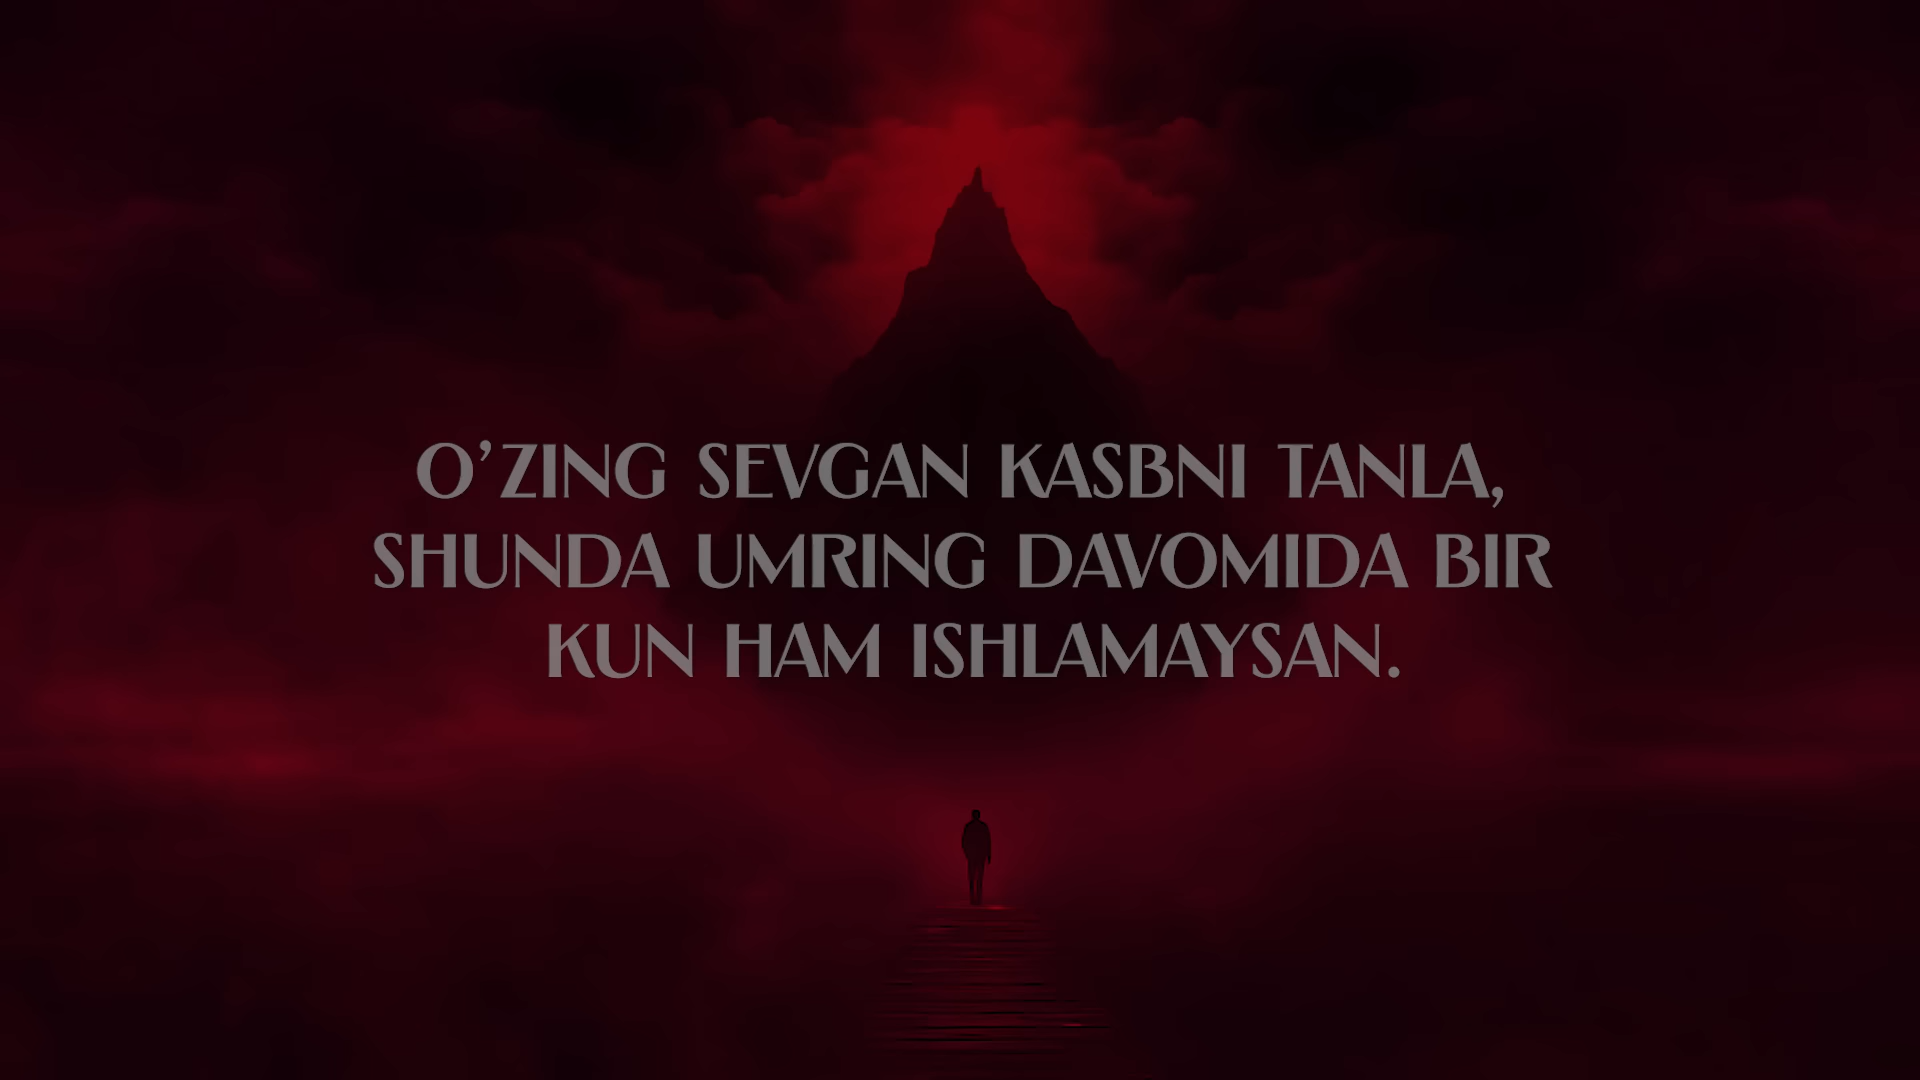 O’ZING SEVGAN KASBNI TANLA,
SHUNDA UMRING DAVOMIDA BIR
KUN HAM ISHLAMAYSAN.